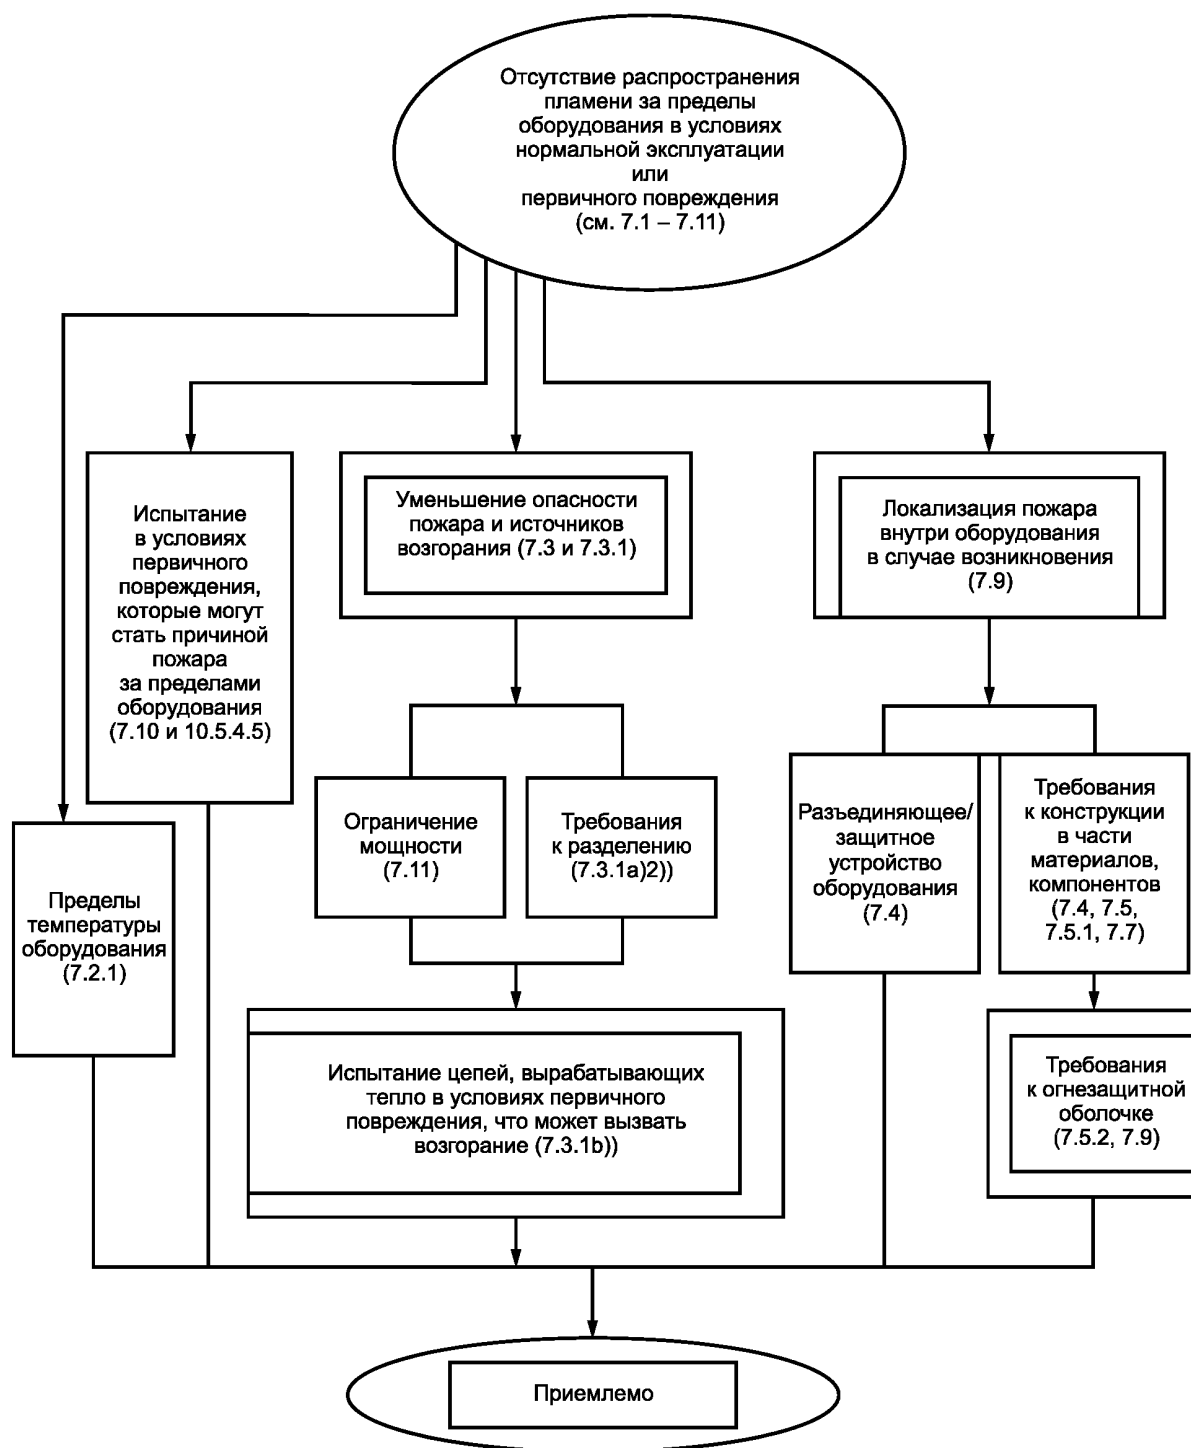 Отсутствие распространения
пламени за пределы
оборудования в условиях
нормальной эксплуатации
или
первичного повреждения
(см. 7.1 – 7.11)
Испытание
в условиях
первичного
повреждения,
которые могут
стать причиной
пожара
за пределами
оборудования
(7.10 и 10.5.4.5)
Уменьшение опасности
пожара и источников
возгорания (7.3 и 7.3.1)
Локализация пожара
внутри оборудования
в случае возникновения
(7.9)
Пределы
температуры
оборудования
(7.2.1)
Ограничение
мощности
(7.11)
Требования
к разделению
(7.3.1a)2))
Разъединяющее/
защитное
устройство
оборудования
(7.4)
Требования
к конструкции
в части
материалов,
компонентов
(7.4, 7.5,
7.5.1, 7.7)
Испытание цепей, вырабатывающих
тепло в условиях первичного
повреждения, что может вызвать
возгорание (7.3.1b))
Требования
к огнезащитной
оболочке
(7.5.2, 7.9)
Приемлемо